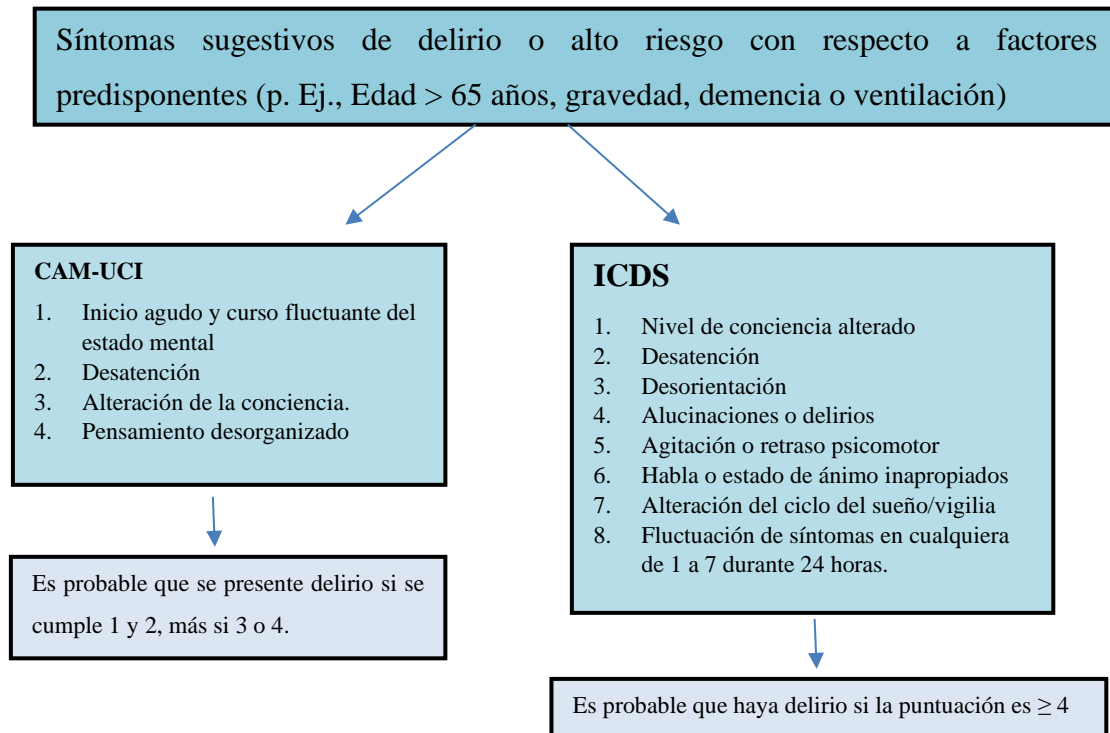 Síntomas sugestivos de delirio o alto riesgo con respecto a factores
predisponentes (p. Ej., Edad > 65 años, gravedad, demencia o ventilación)
CAM-UCI
1. Inicio agudo y curso fluctuante del
estado mental
2. Desatención
3. Alteración de la conciencia.
4. Pensamiento desorganizado
Es probable que se presente delirio si se
cumple 1 y 2, más si 3 o 4.
ICDS
1. Nivel de conciencia alterado
2. Desatención
3. Desorientación
4. Alucinaciones o delirios
5. Agitación o retraso psicomotor
6. Habla o estado de ánimo inapropiados
7. Alteración del ciclo del sueño/vigilia
8. Fluctuación de síntomas en cualquiera
de 1 a 7 durante 24 horas.
Es probable que haya delirio si la puntuación es ≥ 4